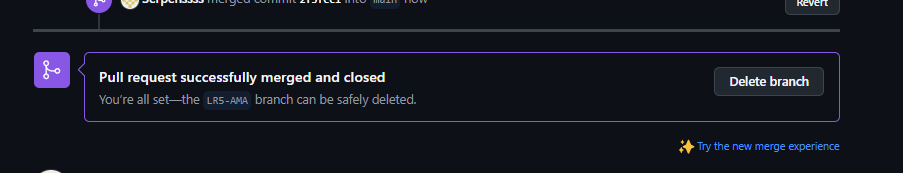 merged commit into main now
Revert
Pull request successfully merged and closed
Delete branch
You're all set—the LR5-AMA branch can be safely deleted.
Try the new merge experience